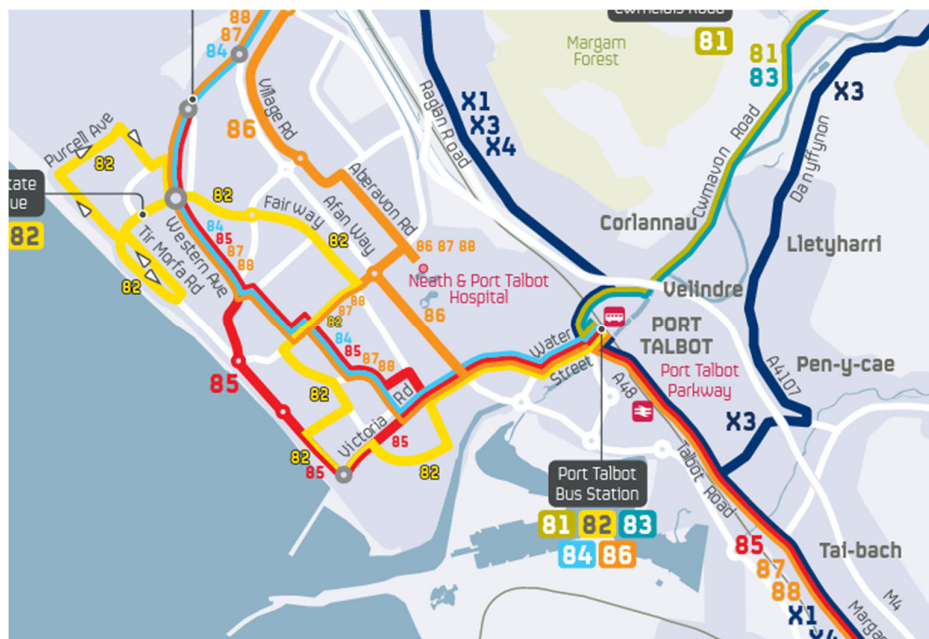 Cwmclais Road
81
88
87
84
Margam
Forest
81
83
X3
Village Rd
Raglan Road
X1
X3
X4
Cwmavon Road
Danyffynon
86
Purcell Ave
82
82
Aberavon Rd
Fairway
Afan Way
82
Corlannau
82
84
85
87
88
Western Ave
Tir Morfa Rd
82
86 87 88
Neath & Port Talbot
Hospital
Lletyharri
Velindre
86
88
87
82
84
85
87
88
Water
Street
PORT
TALBOT
Port Talbot
Parkway
A48
A4107
Pen-y-cae
85
82
Victoria
Rd
85
X3
82
85
82
Port Talbot
Bus Station
81 82 83
84 86
Talbot Road
85
87
88
X1
X4
Tai-bach
M4